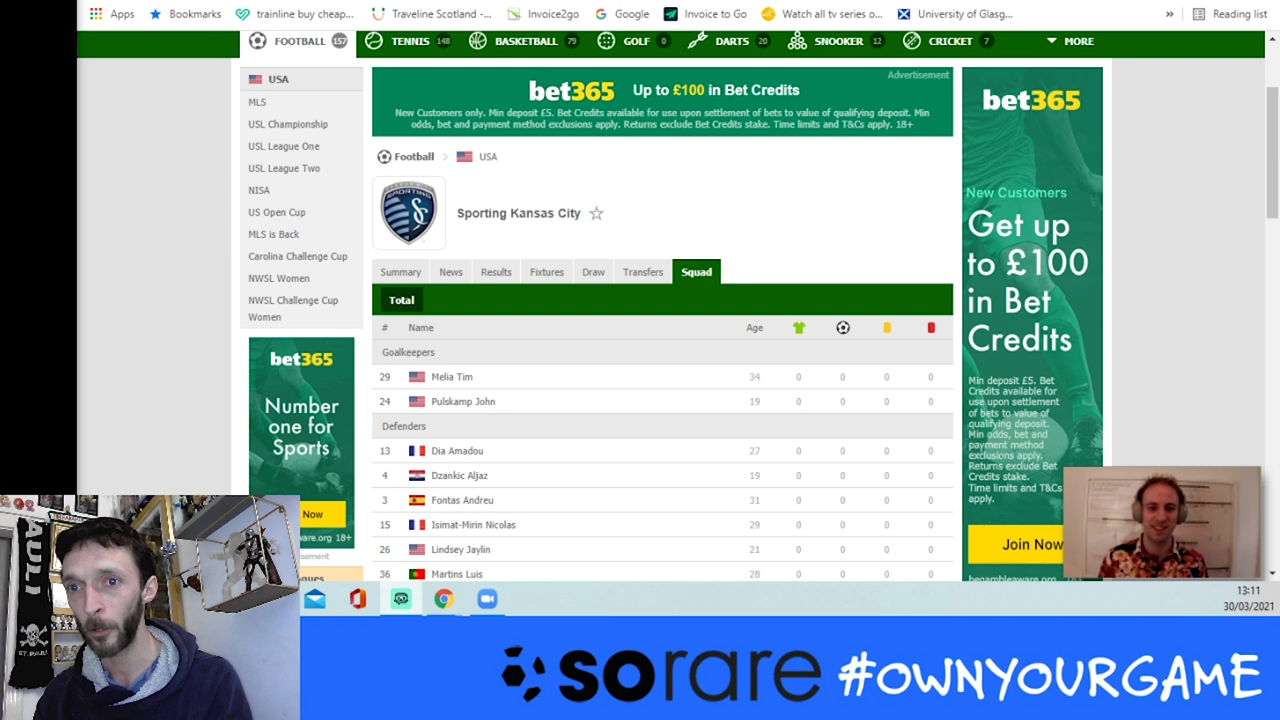 Apps
Bookmarks
trainline buy cheap...
Traveline Scotland -...
Invoice2go
Google
Invoice to Go
Watch all tv series o...
University of Glasg...
»
Reading list
FOOTBALL 157
TENNIS 148
BASKETBALL 79
GOLF 0
DARTS 20
SNOOKER 12
CRICKET 7
MORE
USA
MLS
USL Championship
USL League One
USL League Two
NISA
US Open Cup
MLS is Back
Carolina Challenge Cup
NWSL Women
NWSL Challenge Cup
Women
bet365
Number
one for
Sports
Now
aware.org 18+
Advertisement
bet365 Up to £100 in Bet Credits
New Customers only. Min deposit £5. Bet Credits available for use upon settlement of bets to value of qualifying deposit. Min
odds, bet and payment method exclusions apply. Returns exclude Bet Credits stake. Time limits and T&Cs apply. 18+
Football
USA
SPORTING
Sporting Kansas City
Summary
News
Results
Fixtures
Draw
Transfers
Squad
Total
# Name Age
Goalkeepers
29 Melia Tim 34 0 0 0 0
24 Pulskamp John 19 0 0 0 0
Defenders
13 Dia Amadou 27 0 0 0 0
4 Dzankic Aljaz 19 0 0 0 0
3 Fontas Andreu 31 0 0 0 0
15 Isimat-Mirin Nicolas 29 0 0 0 0
26 Lindsey Jaylin 21 0 0 0 0
36 Martins Luis 28 0 0 0 0
bet365
New Customers
Get up
to £100
in Bet
Credits
Min deposit £5. Bet
Credits available for
use upon settlement
of bets to value of
qualifying deposit.
Min odds, bet and
payment method
exclusions apply.
Returns exclude Bet
Credits stake.
Time limits and T&Cs
apply.
Join Now
begambleaware.org
13:11
30/03/2021
AULI
ST. PAULI
sorare #OWNYOURGAME